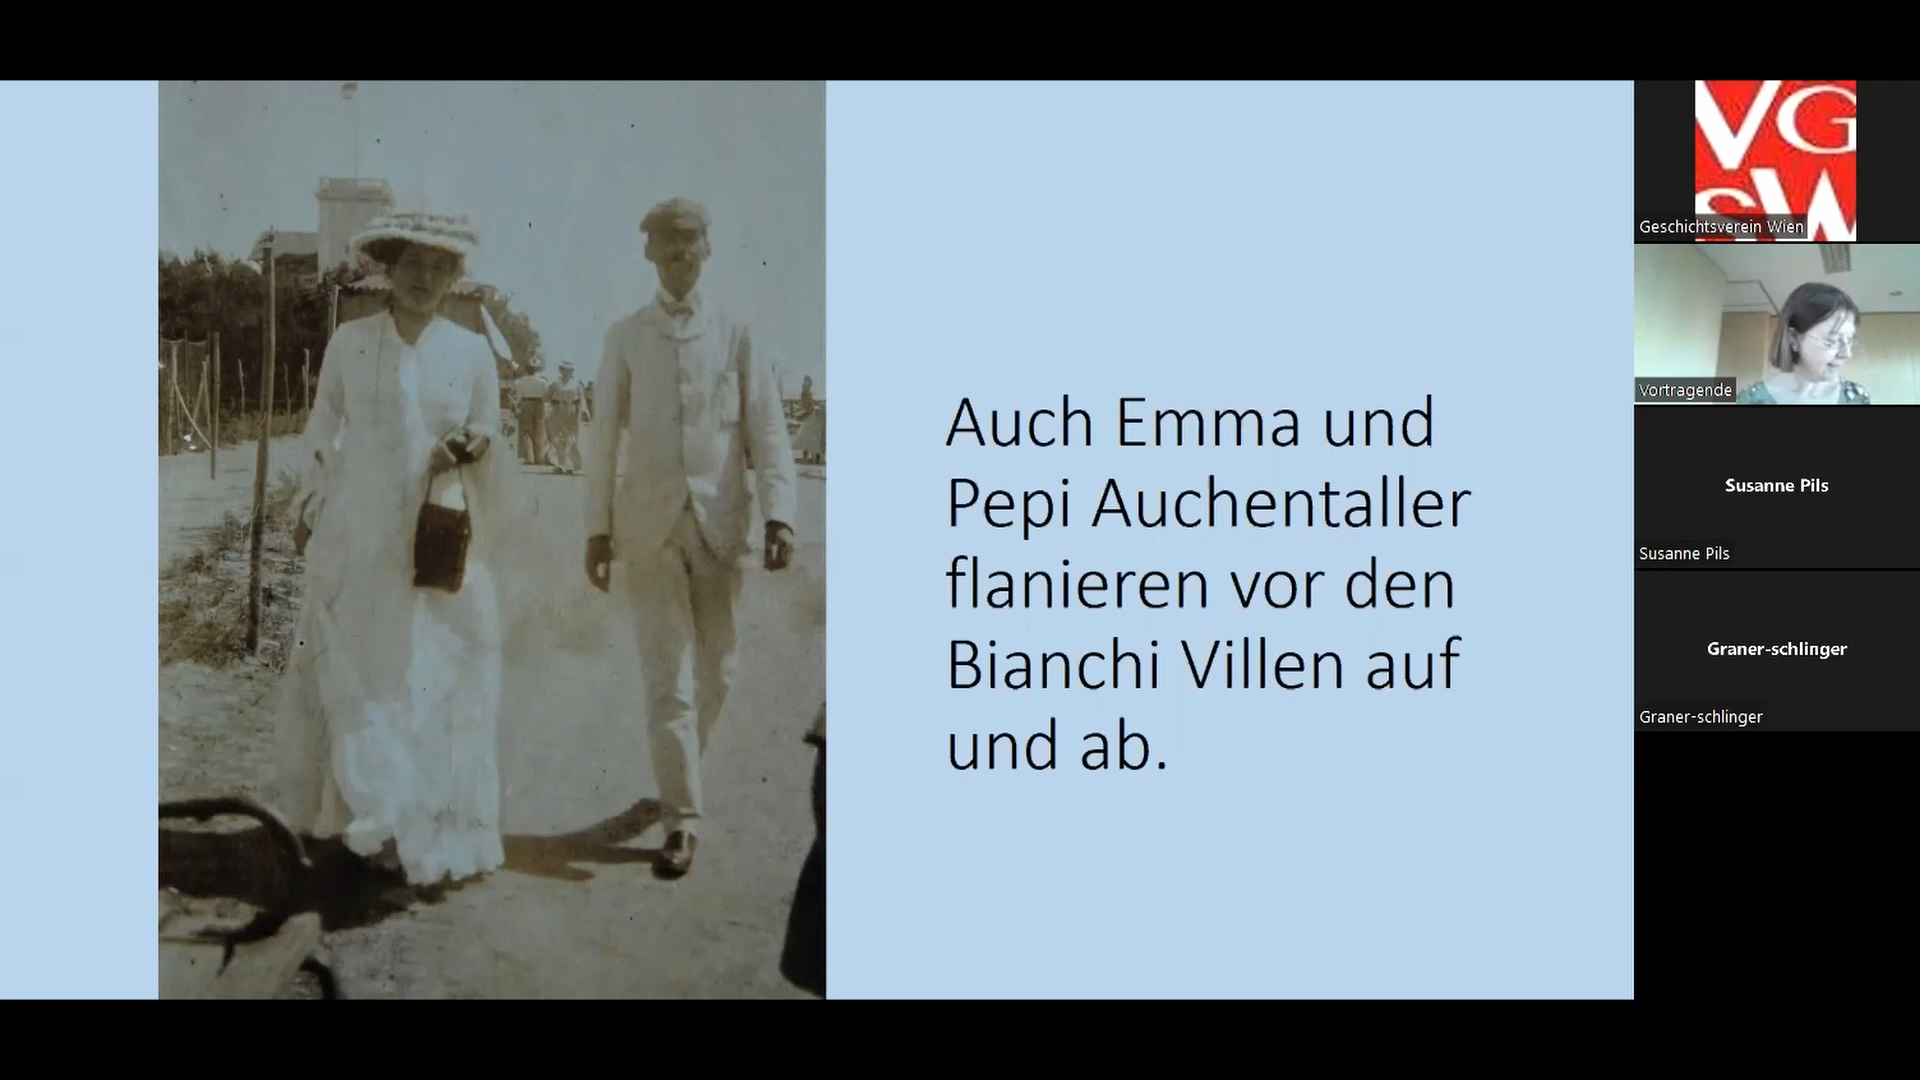 Auch Emma und
Pepi Auchentaller
flanieren vor den
Bianchi Villen auf
und ab.
VG
SW
Geschichtsverein Wien
Vortragende
Susanne Pils
Susanne Pils
Graner-schlinger
Graner-schlinger